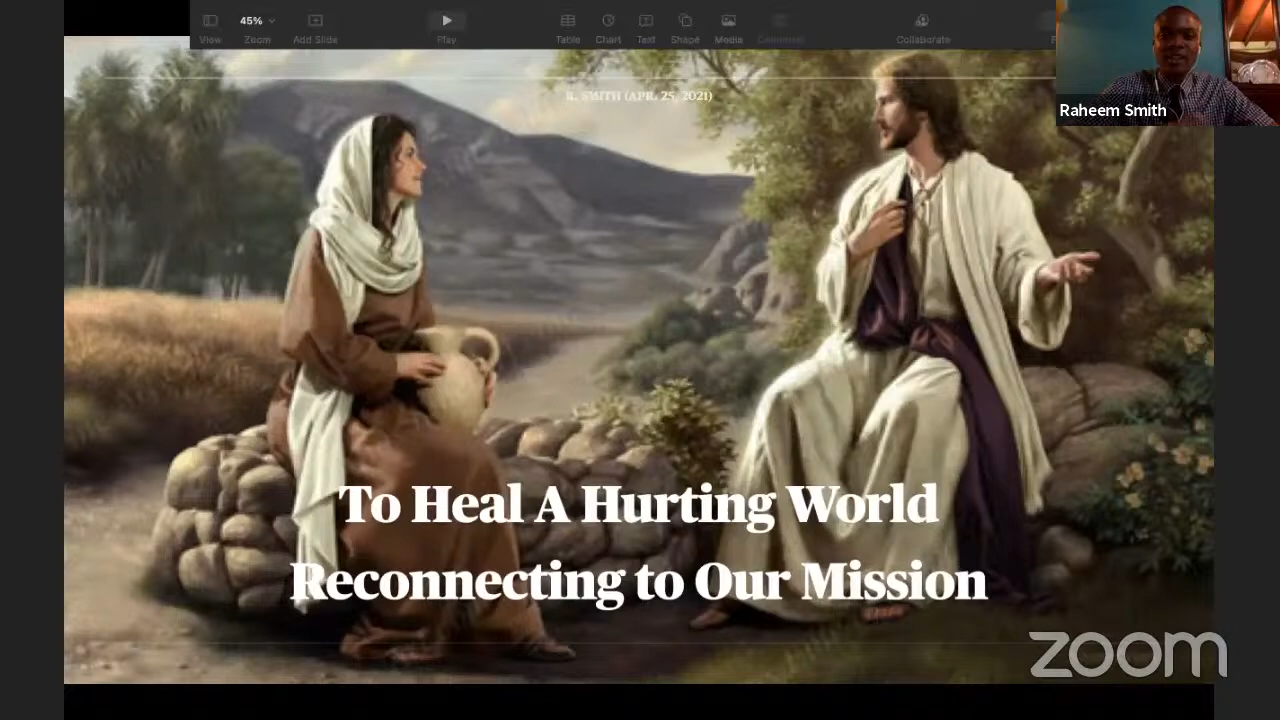 45%
View
Zoom
Add Slide
Play
Table
Chart
Text
Shape
Media
Comment
Collaborate
Raheem Smith
R. SMITH (APR. 25, 2021)
To Heal A Hurting World
Reconnecting to Our Mission
zoom